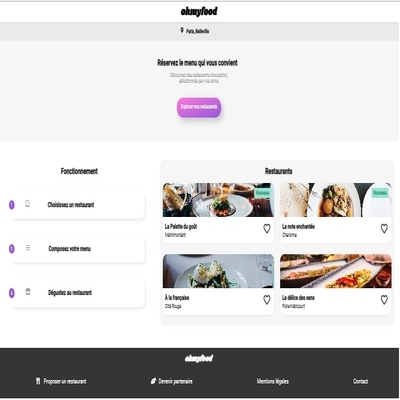 ohmyfood
Paris, Belleville
Réservez le menu qui vous convient
Découvrez des restaurants d'exception,
sélectionnés par nos soins.
Explorer nos restaurants
Fonctionnement
1 Choisissez un restaurant
2 Composez votre menu
3 Dégustez au restaurant
Restaurants
Nouveau
La Palette du goût
Ménilmontant
Nouveau
La note enchantée
Charonne
À la française
Cité Rouge
Le délice des sens
Folie-Méricourt
ohmyfood
Proposer un restaurant
Devenir partenaire
Mentions légales
Contact